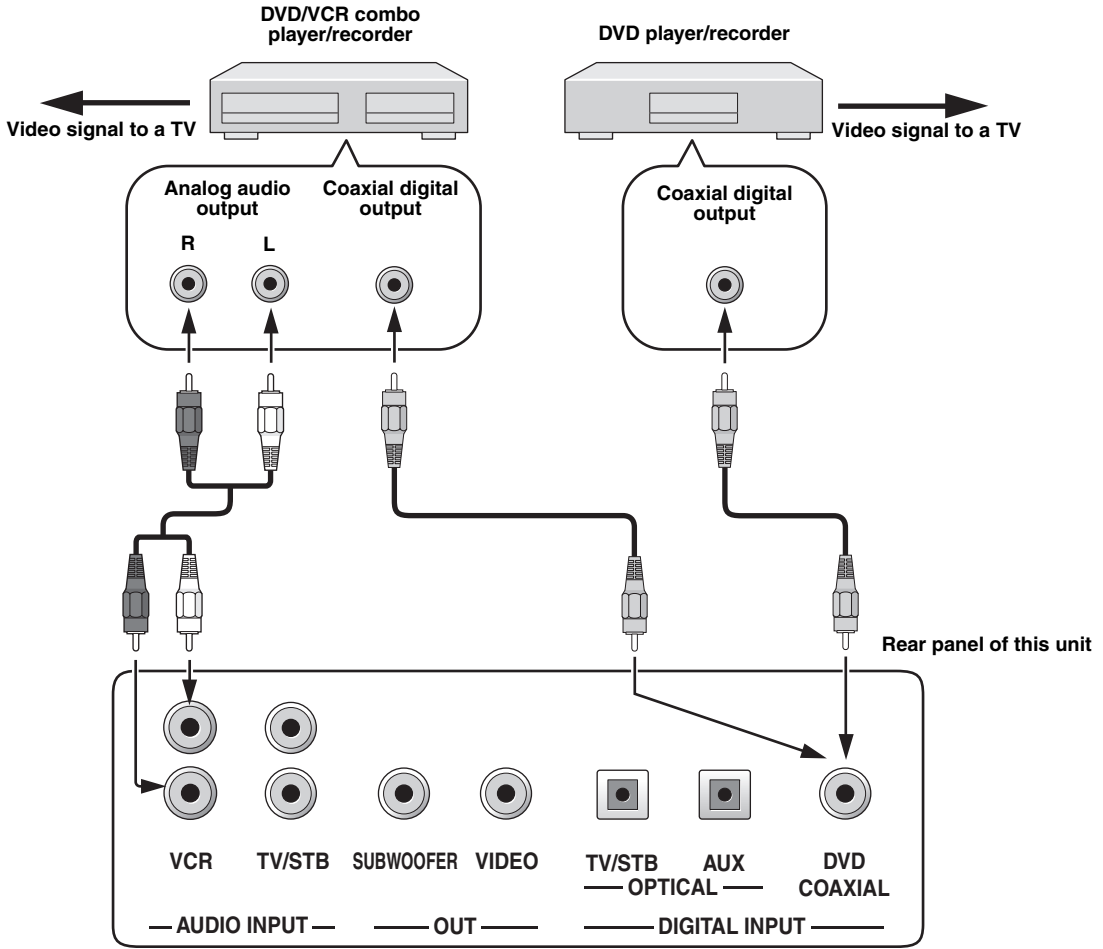 DVD/VCR combo
player/recorder
DVD player/recorder
Video signal to a TV
Video signal to a TV
Analog audio
output
Coaxial digital
output
Coaxial digital
output
R
L
Rear panel of this unit
VCR
TV/STB
SUBWOOFER
VIDEO
TV/STB
AUX
DVD
OPTICAL
COAXIAL
AUDIO INPUT
OUT
DIGITAL INPUT